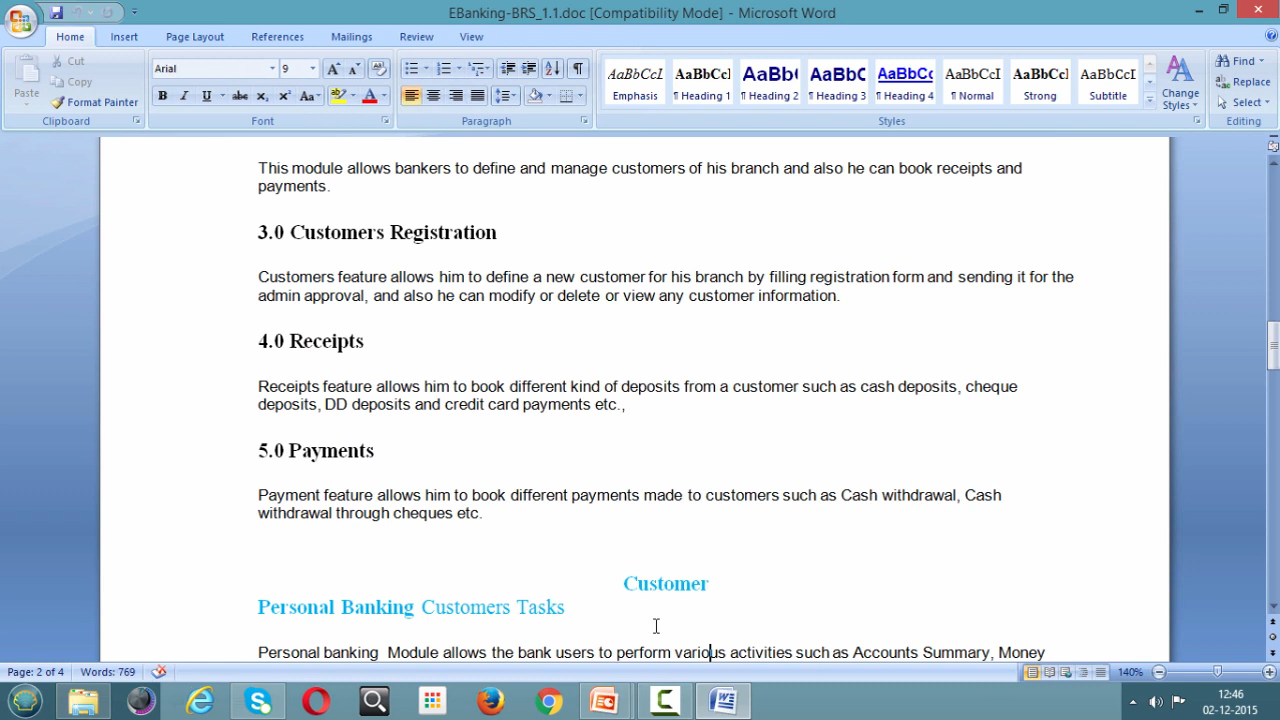 EBanking-BRS_1.1.doc [Compatibility Mode] - Microsoft Word
Home Insert Page Layout References Mailings Review View
Paste
Cut
Copy
Format Painter
Clipboard
Arial 9
Font
Paragraph
AaBbCcI AaBbCcI AaBbC AaBbC AaBbCc AaBbCcI AaBbCcI AaBbCcI
Emphasis ¶ Heading 1 ¶ Heading 2 ¶ Heading 3 ¶ Heading 4 ¶ Normal Strong Subtitle
Change Styles
Styles
Find
Replace
Select
Editing
This module allows bankers to define and manage customers of his branch and also he can book receipts and
payments.
3.0 Customers Registration
Customers feature allows him to define a new customer for his branch by filling registration form and sending it for the
admin approval, and also he can modify or delete or view any customer information.
4.0 Receipts
Receipts feature allows him to book different kind of deposits from a customer such as cash deposits, cheque
deposits, DD deposits and credit card payments etc.,
5.0 Payments
Payment feature allows him to book different payments made to customers such as Cash withdrawal, Cash
withdrawal through cheques etc.
Customer
Personal Banking Customers Tasks
Personal banking Module allows the bank users to perform various activities such as Accounts Summary, Money
Page: 2 of 4 Words: 769 140%
12:46
02-12-2015